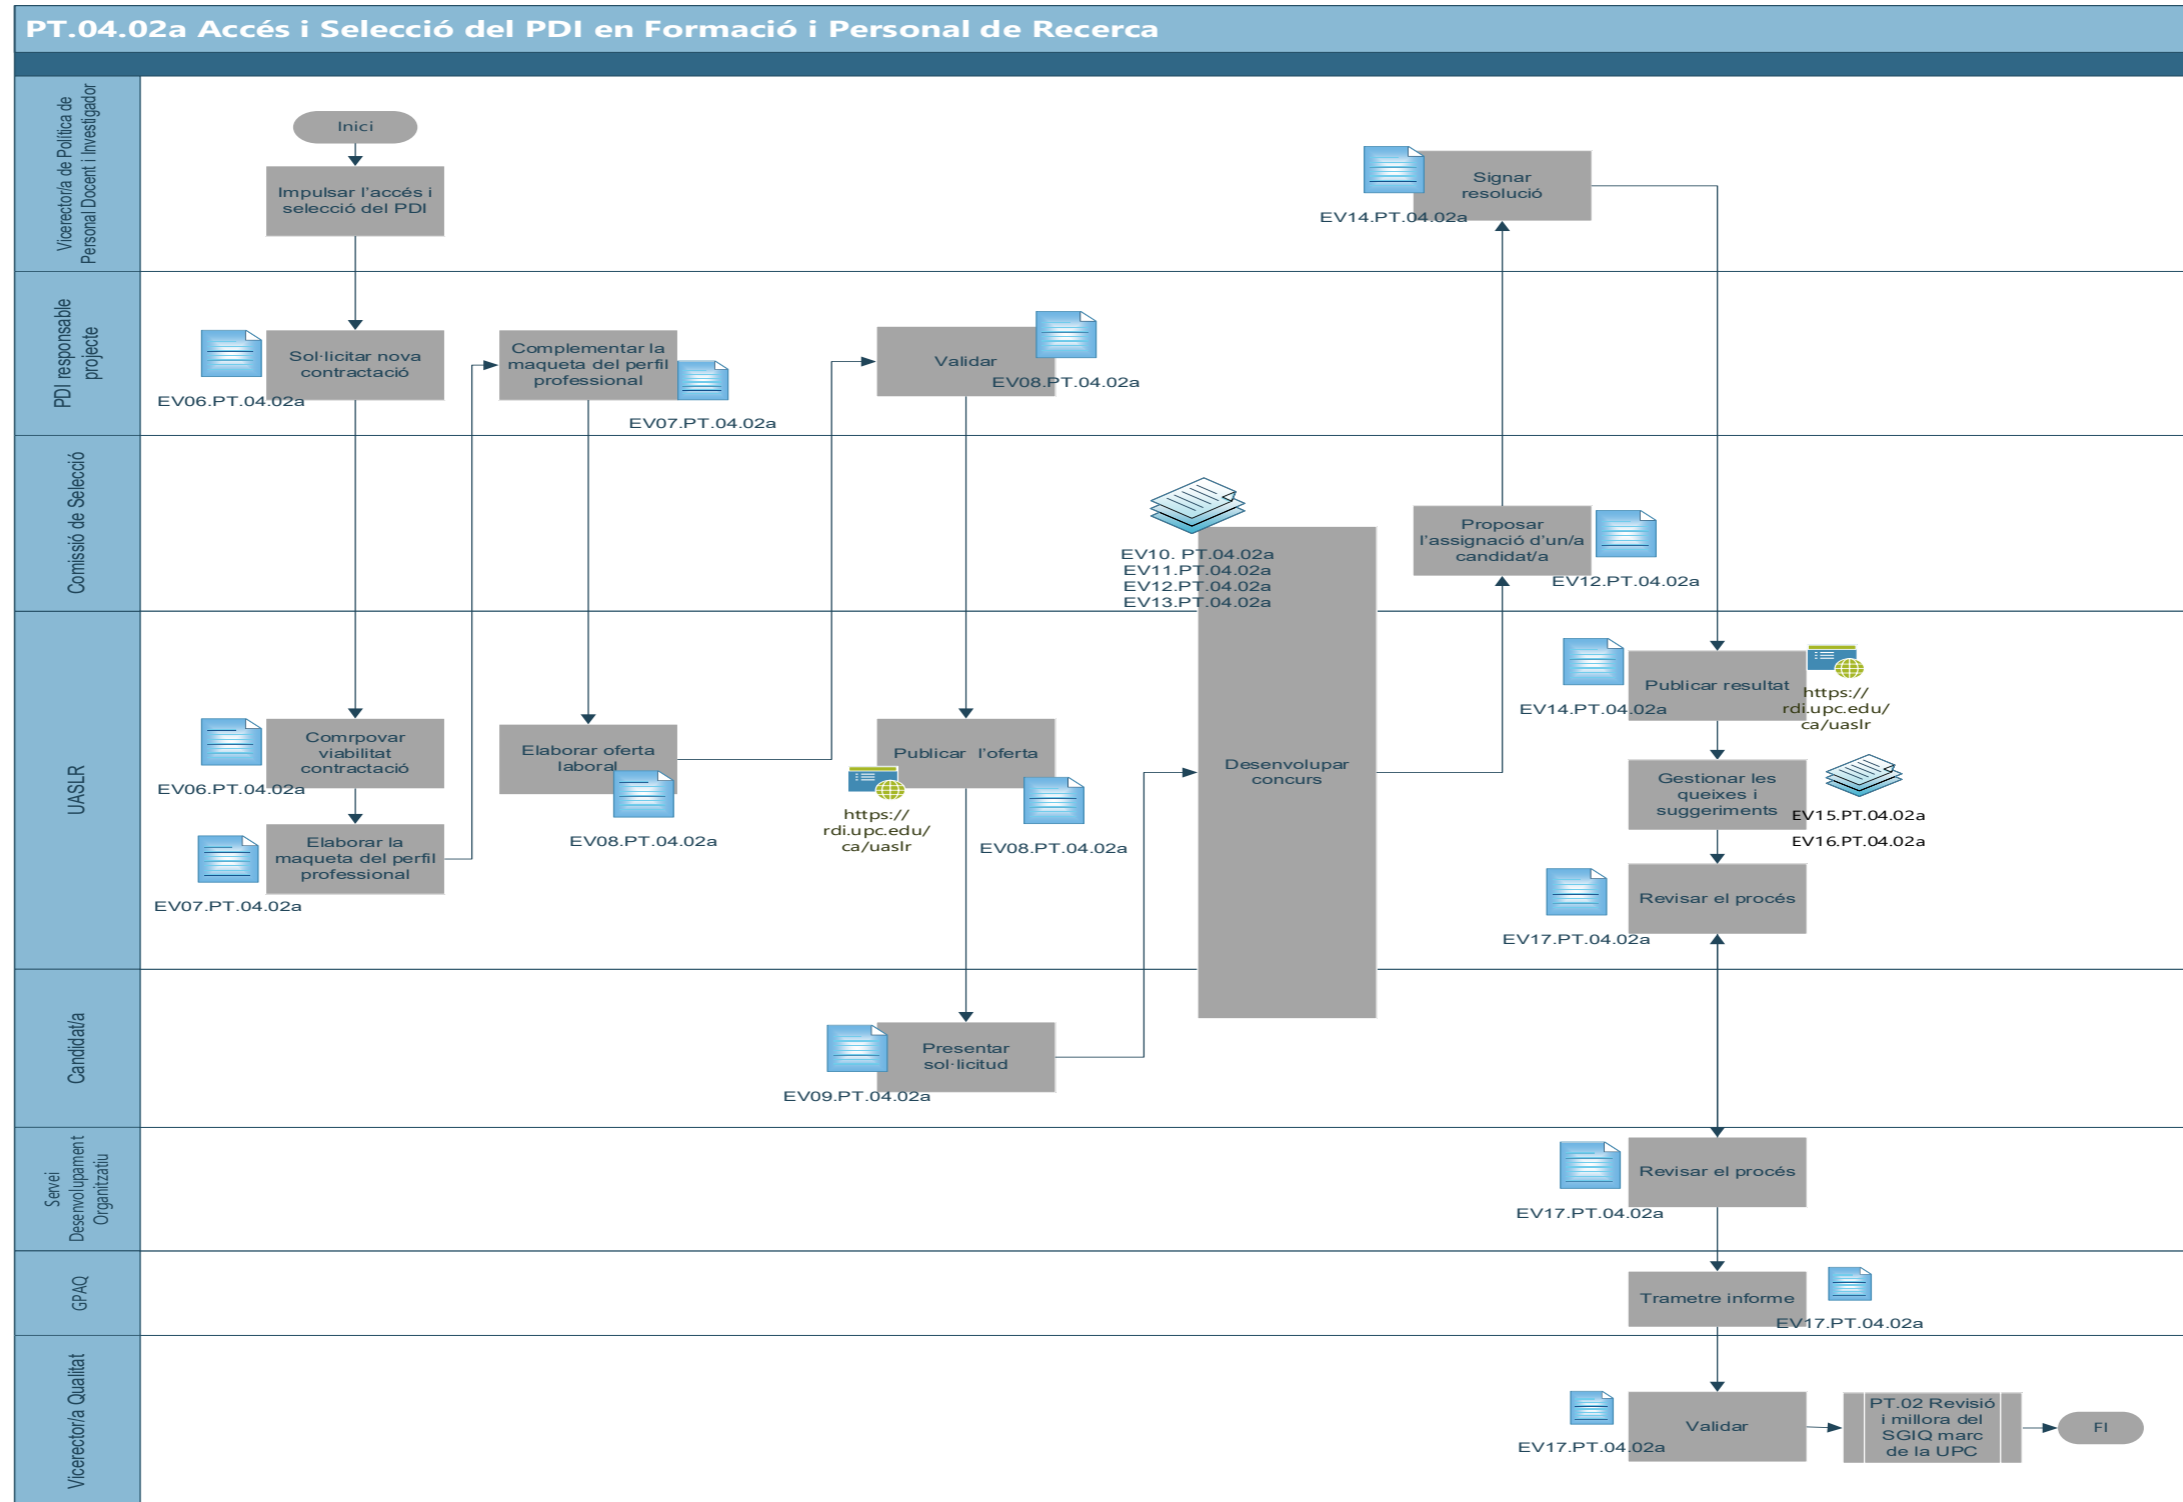 PT.04.02a Accés i Selecció del PDI en Formació i Personal de Recerca
Vicerector/a de Política de
Personal Docent i Investigador
Inici
Impulsar l'accés i
selecció del PDI
Signar
resolució
EV14.PT.04.02a
PDI responsable
projecte
Sol·licitar nova
contractació
EV06.PT.04.02a
Complementar la
maqueta del perfil
professional
EV07.PT.04.02a
Validar
EV08.PT.04.02a
Comissió de Selecció
EV10. PT.04.02a
EV11.PT.04.02a
EV12.PT.04.02a
EV13.PT.04.02a
Proposar
l'assignació d'un/a
candidat/a
EV12.PT.04.02a
UASLR
Comrpovar
viabilitat
contractació
EV06.PT.04.02a
Elaborar la
maqueta del perfil
professional
EV07.PT.04.02a
Elaborar oferta
laboral
EV08.PT.04.02a
Publicar l'oferta
https://
rdi.upc.edu/
ca/uaslr
EV08.PT.04.02a
Desenvolupar
concurs
Publicar resultat
EV14.PT.04.02a
https://
rdi.upc.edu/
ca/uaslr
Gestionar les
queixes i
suggeriments
EV15.PT.04.02a
EV16.PT.04.02a
Revisar el procés
EV17.PT.04.02a
Candidat/a
Presentar
sol·licitud
EV09.PT.04.02a
Servei
Desenvolupament
Organitzatiu
Revisar el procés
EV17.PT.04.02a
GPAQ
Trametre informe
EV17.PT.04.02a
Vicerector/a Qualitat
Validar
EV17.PT.04.02a
PT.02 Revisió
i millora del
SGIQ marc
de la UPC
FI